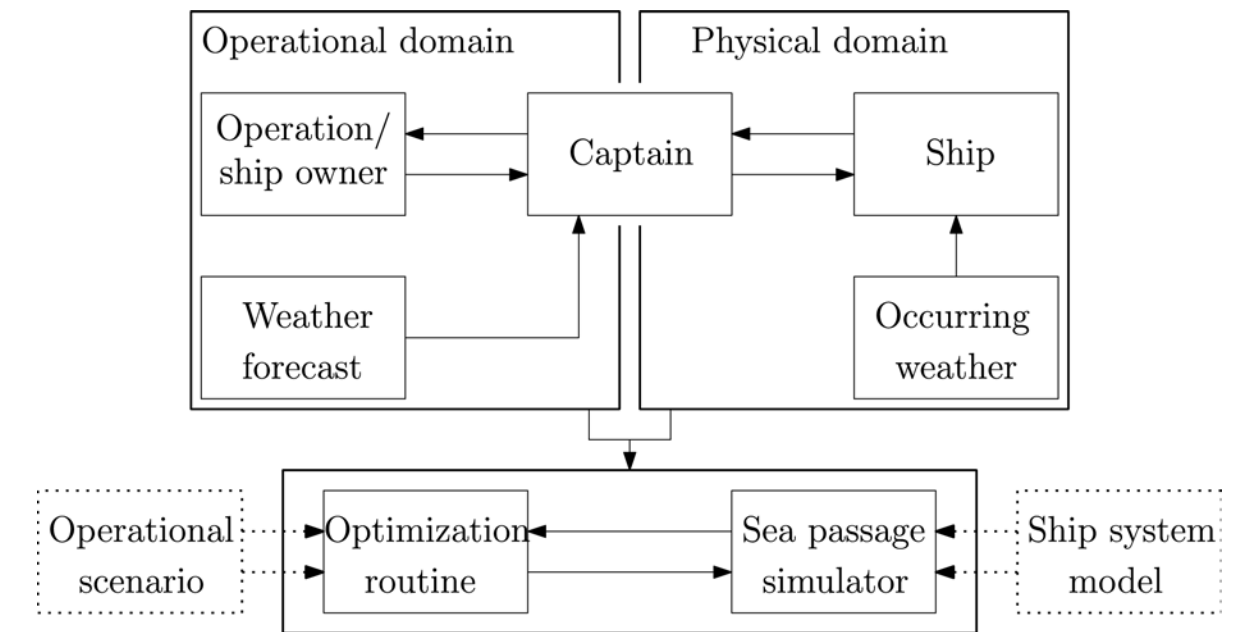 Operational domain
Physical domain
Operation/
ship owner
Captain
Ship
Weather
forecast
Occurring
weather
Operational
scenario
Optimization
routine
Sea passage
simulator
Ship system
model